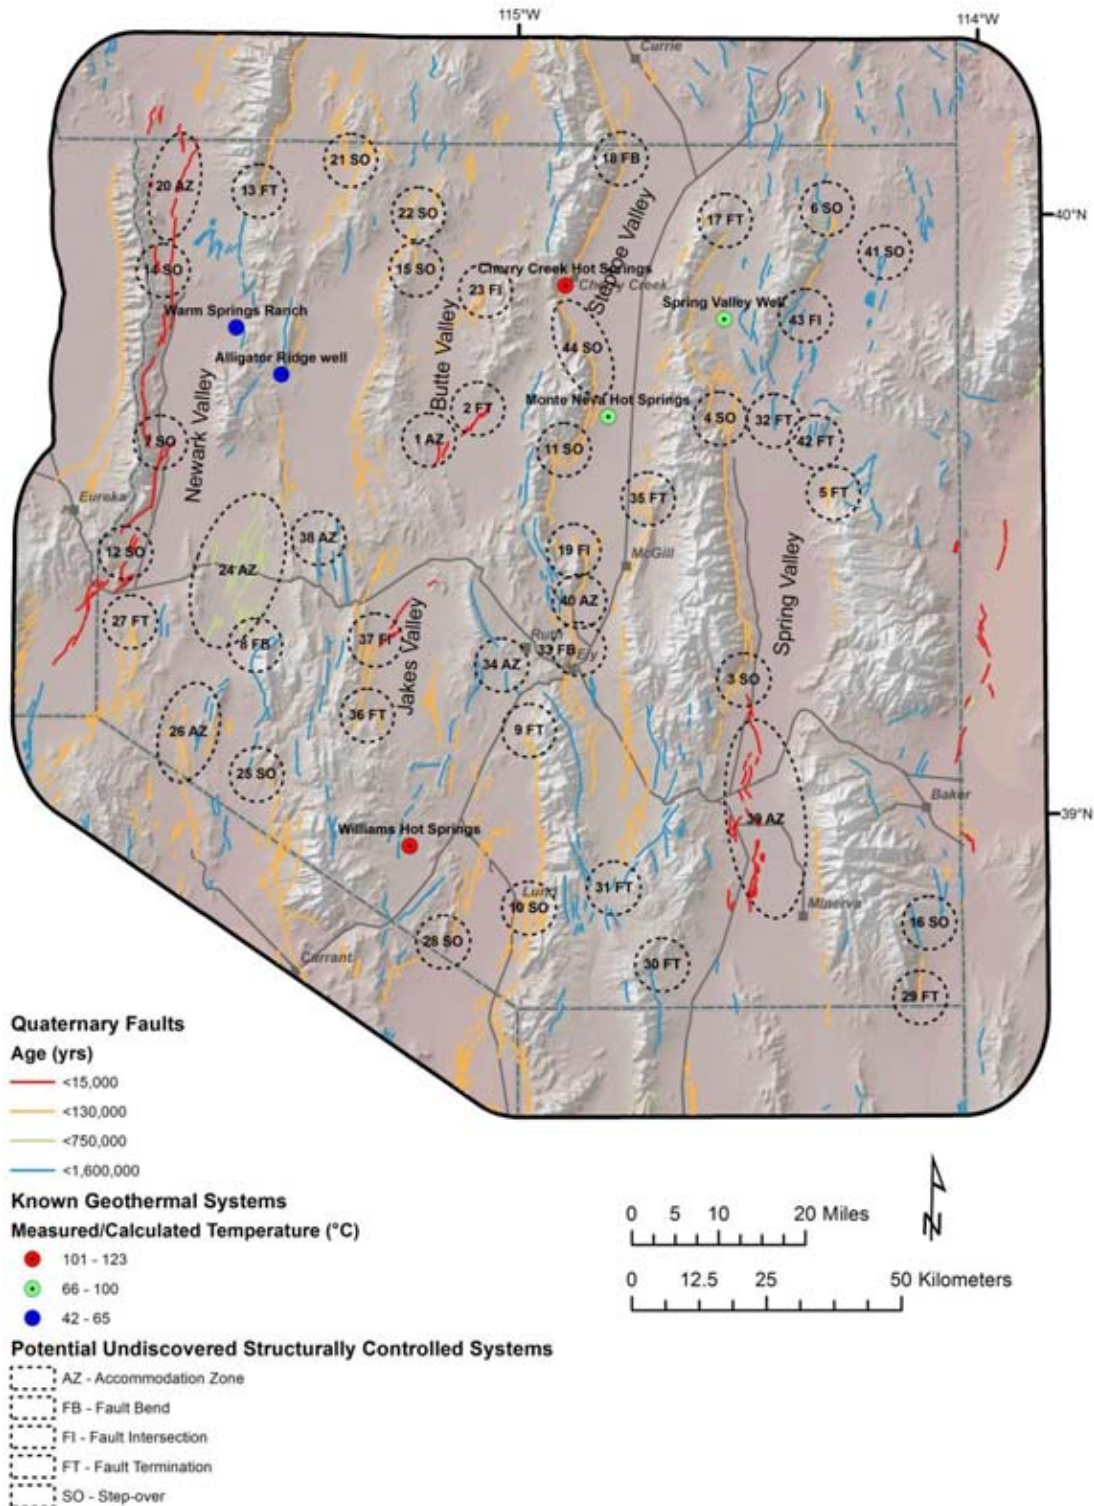 115°W
114°W
Currie
21 SO
18 FB
20 AZ
13 FT
40°N
22 SO
17 FT
6 SO
41 SO
14 SO
15 SO
Steptoe Valley
Cherry Creek Hot Springs
Cherry Creek
23 FI
Spring Valley Well
Warm Springs Ranch
43 FI
Butte Valley
44 SO
Alligator Ridge well
Monte Neva Hot Springs
Newark Valley
2 FT
4 SO
32 FT
1 AZ
42 FT
7 SO
11 SO
Eureka
35 FT
5 FT
38 AZ
12 SO
19 FI
McGill
24 AZ
Spring Valley
40 AZ
27 FT
37 FI
Jakes Valley
Ruth
8 FB
33 FB
Ely
34 AZ
3 SO
36 FT
9 FT
26 AZ
25 SO
Baker
39°N
39 AZ
Williams Hot Springs
31 FT
Lund
10 SO
Minerva
16 SO
28 SO
Currant
30 FT
29 FT
Quaternary Faults
Age (yrs)
<15,000
<130,000
<750,000
<1,600,000
Known Geothermal Systems
Measured/Calculated Temperature (°C)
101 - 123
66 - 100
42 - 65
Potential Undiscovered Structurally Controlled Systems
AZ - Accommodation Zone
FB - Fault Bend
FI - Fault Intersection
FT - Fault Termination
SO - Step-over
0 5 10 20 Miles
0 12.5 25 50 Kilometers
N